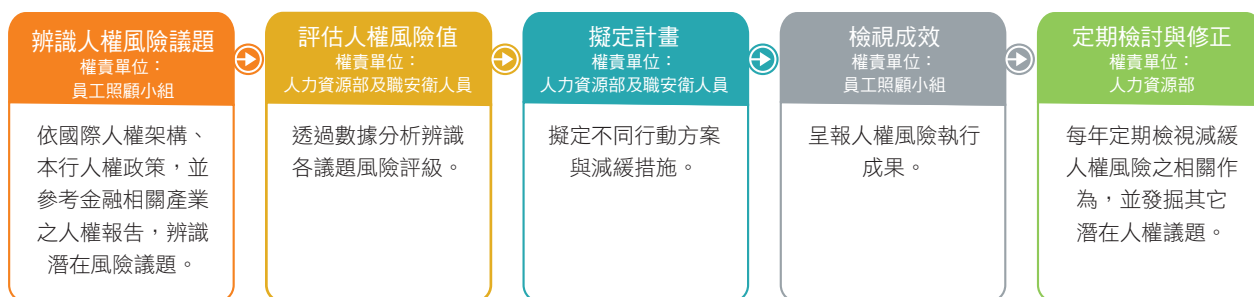 辨識人權風險議題
權責單位：
員工照顧小組
依國際人權架構、
本行人權政策，並
參考金融相關產業
之人權報告，辨識
潛在風險議題。
評估人權風險值
權責單位：
人力資源部及職安衛人員
透過數據分析辨識
各議題風險評級。
擬定計畫
權責單位：
人力資源部及職安衛人員
擬定不同行動方案
與減緩措施。
檢視成效
權責單位：
員工照顧小組
呈報人權風險執行
成果。
定期檢討與修正
權責單位：
人力資源部
每年定期檢視減緩
人權風險之相關作
為，並發掘其它
潛在人權議題。